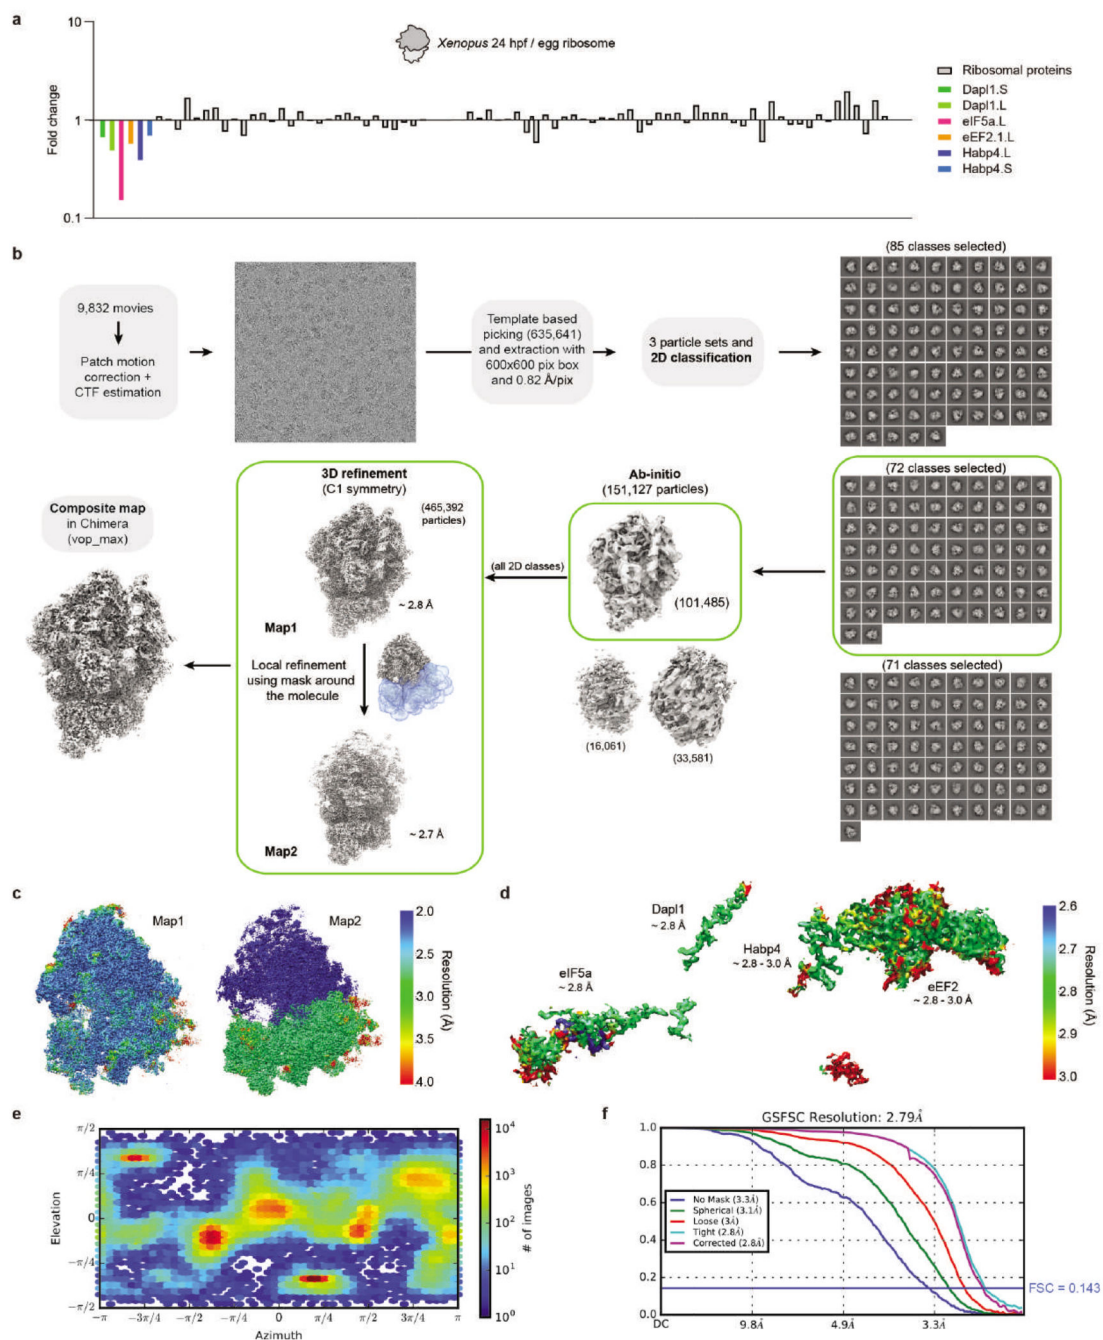 a
10
1
0.1
Fold change
Xenopus 24 hpf / egg ribosome
Ribosomal proteins
Dapl1.S
Dapl1.L
eIF5a.L
eEF2.1.L
Habp4.L
Habp4.S
b
9,832 movies
Patch motion
correction +
CTF estimation
Template based
picking (635,641)
and extraction with
600x600 pix box
and 0.82 Å/pix
3 particle sets and
2D classification
(85 classes selected)
(72 classes selected)
(71 classes selected)
Ab-initio
(151,127 particles)
(101,485)
(16,061)
(33,581)
(all 2D classes)
3D refinement
(C1 symmetry)
(465,392
particles)
~ 2.8 Å
Map1
Local refinement
using mask around
the molecule
~ 2.7 Å
Map2
Composite map
in Chimera
(vop_max)
c
Map1
Map2
2.0
2.5
3.0
3.5
4.0
Resolution (Å)
d
Dapl1
~ 2.8 Å
eIF5a
~ 2.8 Å
Habp4
~ 2.8 - 3.0 Å
eEF2
~ 2.8 - 3.0 Å
2.6
2.7
2.8
2.9
3.0
Resolution (Å)
e
π/2
π/4
0
−π/4
−π/2
Elevation
−π
−3π/4
−π/2
−π/4
0
π/4
π/2
3π/4
π
Azimuth
10⁴
10³
10²
10¹
10⁰
# of images
f
GSFSC Resolution: 2.79Å
1.0
0.8
0.6
0.4
0.2
0.0
No Mask (3.3Å)
Spherical (3.1Å)
Loose (3Å)
Tight (2.8Å)
Corrected (2.8Å)
FSC = 0.143
DC
9.8Å
4.9Å
3.3Å